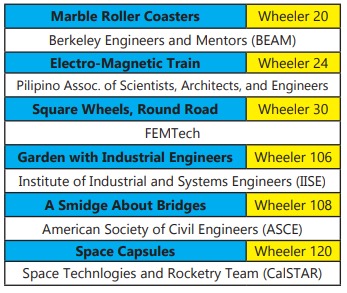 Marble Roller Coasters Wheeler 20
Berkeley Engineers and Mentors (BEAM)
Electro-Magnetic Train Wheeler 24
Pilipino Assoc. of Scientists, Architects, and Engineers
Square Wheels, Round Road Wheeler 30
FEMTech
Garden with Industrial Engineers Wheeler 106
Institute of Industrial and Systems Engineers (IISE)
A Smidge About Bridges Wheeler 108
American Society of Civil Engineers (ASCE)
Space Capsules Wheeler 120
Space Technlogies and Rocketry Team (CalSTAR)